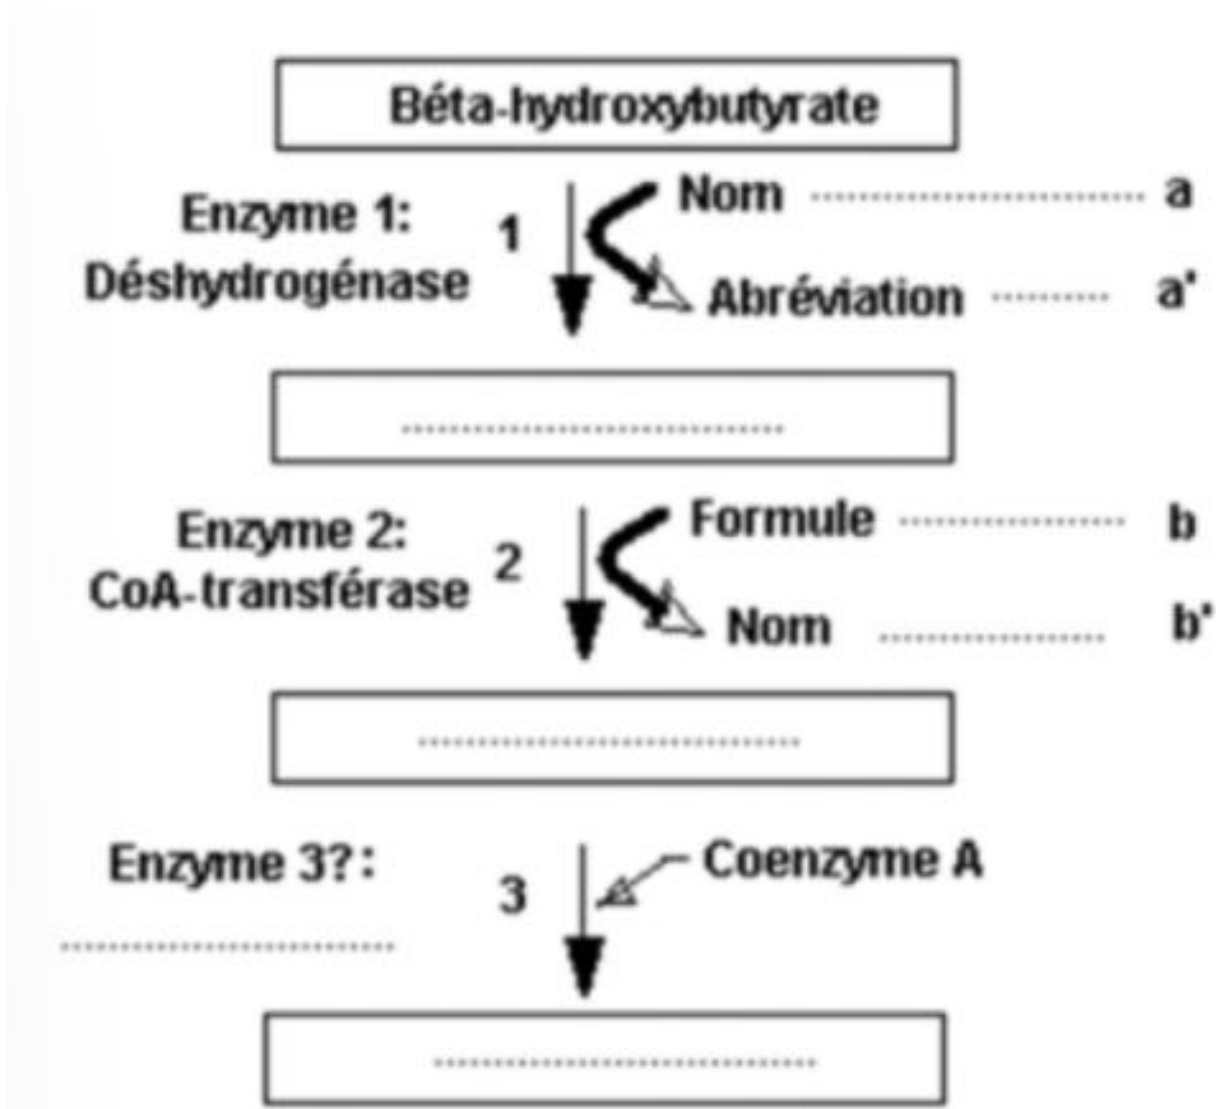 Béta-hydroxybutyrate
Enzyme 1:
Déshydrogénase
1
Nom ........................ a
Abréviation ........ a'
........................
Enzyme 2:
CoA-transférase
2
Formule ................ b
Nom ................ b'
........................
Enzyme 3?:
........................
3
Coenzyme A
........................